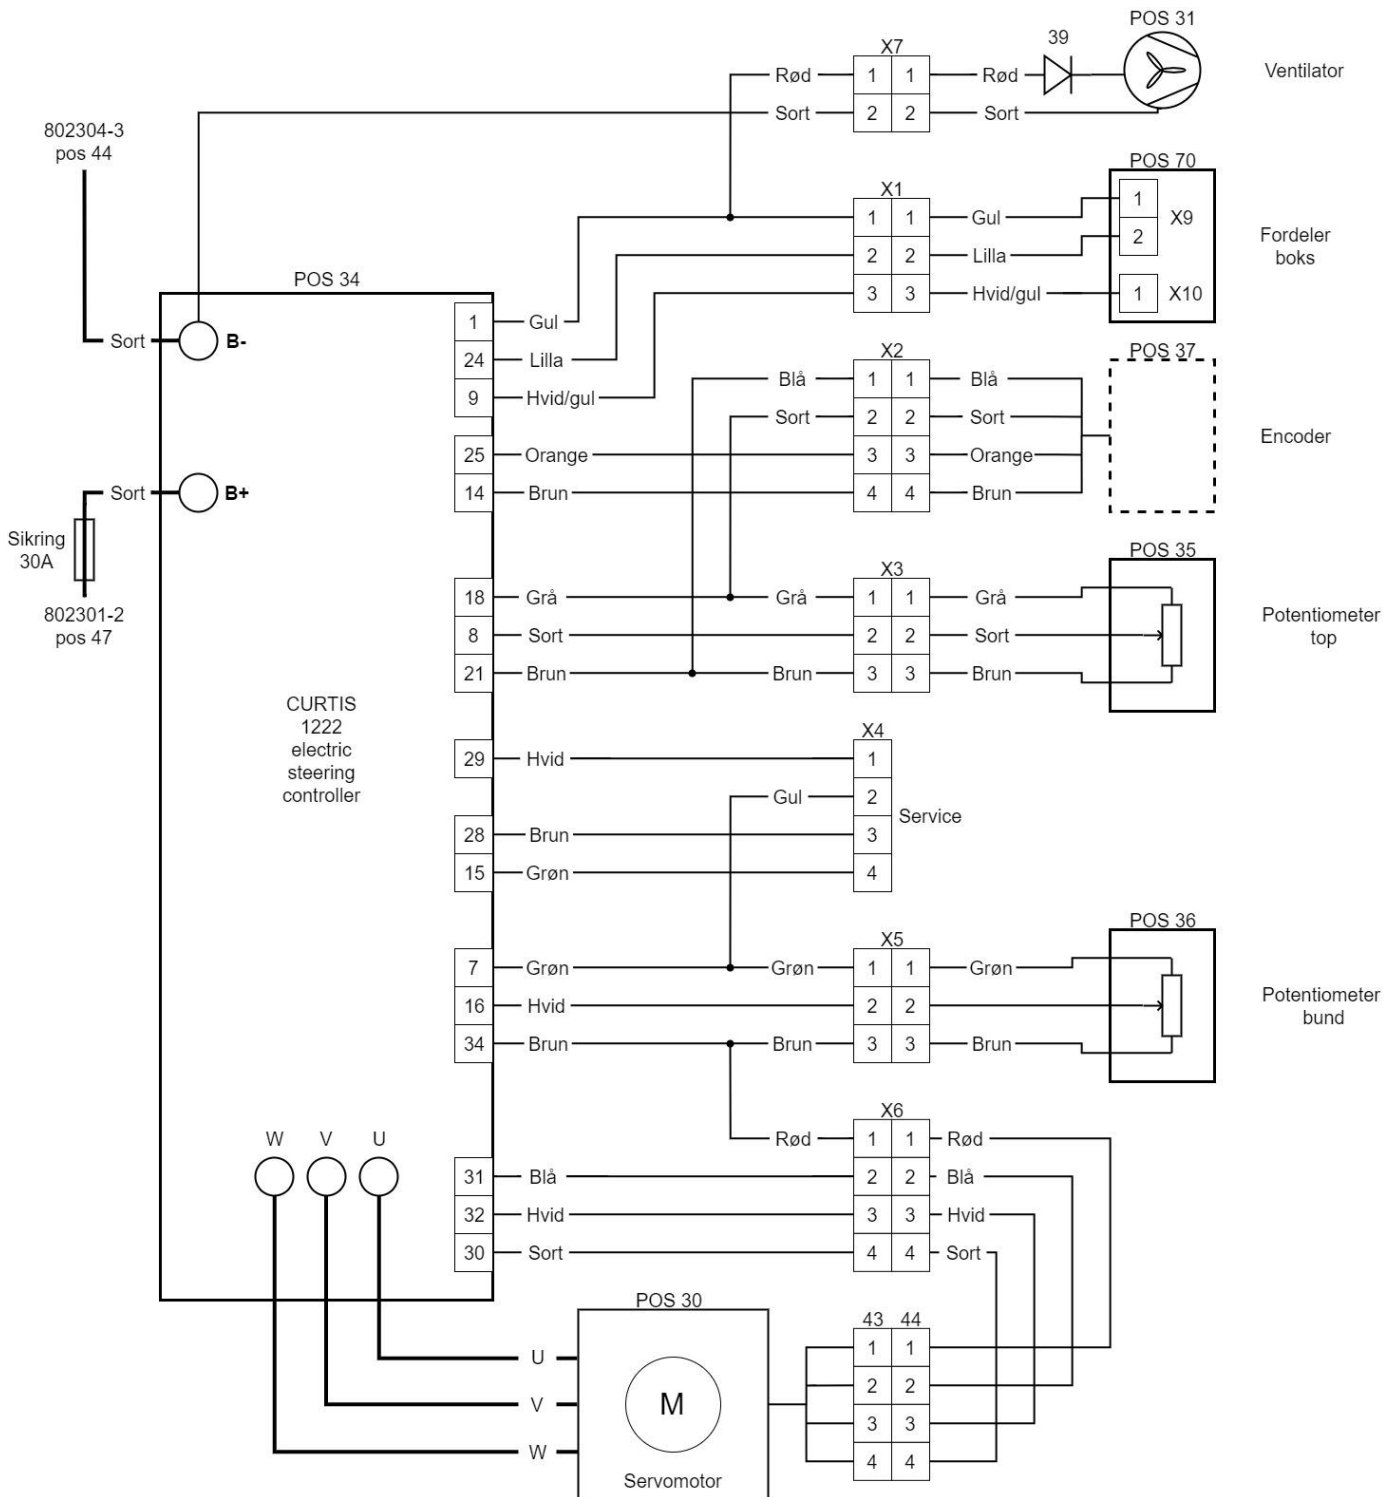 POS 31
39
X7
Rød 1 1 Rød
Ventilator
Sort 2 2 Sort
802304-3
pos 44
POS 70
X1
1
Gul
1 1
X9
2
Lilla
2 2
Fordeler
boks
POS 34
3 3 Hvid/gul 1 X10
1 Gul
Sort B-
24 Lilla
X2
POS 37
Blå 1 1 Blå
9 Hvid/gul
Sort 2 2 Sort
Encoder
25 Orange 3 3 Orange
Sort B+
14 Brun 4 4 Brun
Sikring
30A
POS 35
X3
18 Grå Grå 1 1 Grå
802301-2
pos 47
Potentiometer
top
8 Sort 2 2 Sort
21 Brun Brun 3 3 Brun
CURTIS
1222
electric
steering
controller
X4
29 Hvid 1
Gul 2
Service
28 Brun 3
15 Grøn 4
POS 36
X5
7 Grøn Grøn 1 1 Grøn
Potentiometer
bund
16 Hvid 2 2
34 Brun Brun 3 3 Brun
X6
W V U
Rød 1 1 Rød
31 Blå 2 2 Blå
32 Hvid 3 3 Hvid
30 Sort 4 4 Sort
POS 30
43 44
1 1
U
2 2
V
M
3 3
W
4 4
Servomotor